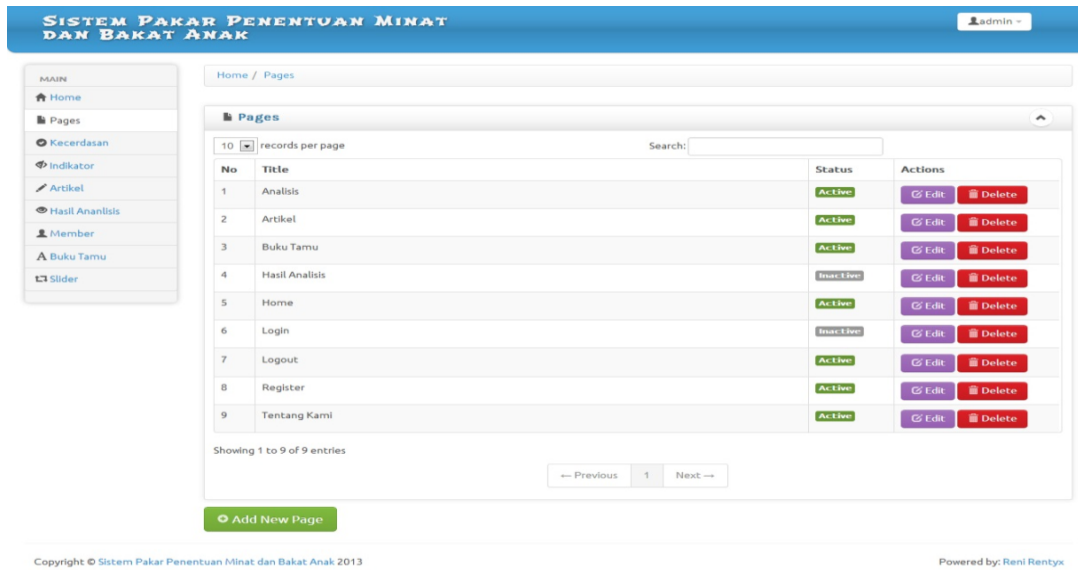 Sistem Pakar Penentuan Minat
dan Bakat Anak
admin
MAIN
Home
Pages
Kecerdasan
Indikator
Artikel
Hasil Ananlisis
Member
Buku Tamu
Slider
Home / Pages
Pages
10 records per page Search:
No Title Status Actions
1 Analisis Active Edit Delete
2 Artikel Active Edit Delete
3 Buku Tamu Active Edit Delete
4 Hasil Analisis Inactive Edit Delete
5 Home Active Edit Delete
6 Login Inactive Edit Delete
7 Logout Active Edit Delete
8 Register Active Edit Delete
9 Tentang Kami Active Edit Delete
Showing 1 to 9 of 9 entries
← Previous 1 Next →
Add New Page
Copyright © Sistem Pakar Penentuan Minat dan Bakat Anak 2013 Powered by: Reni Rentyx